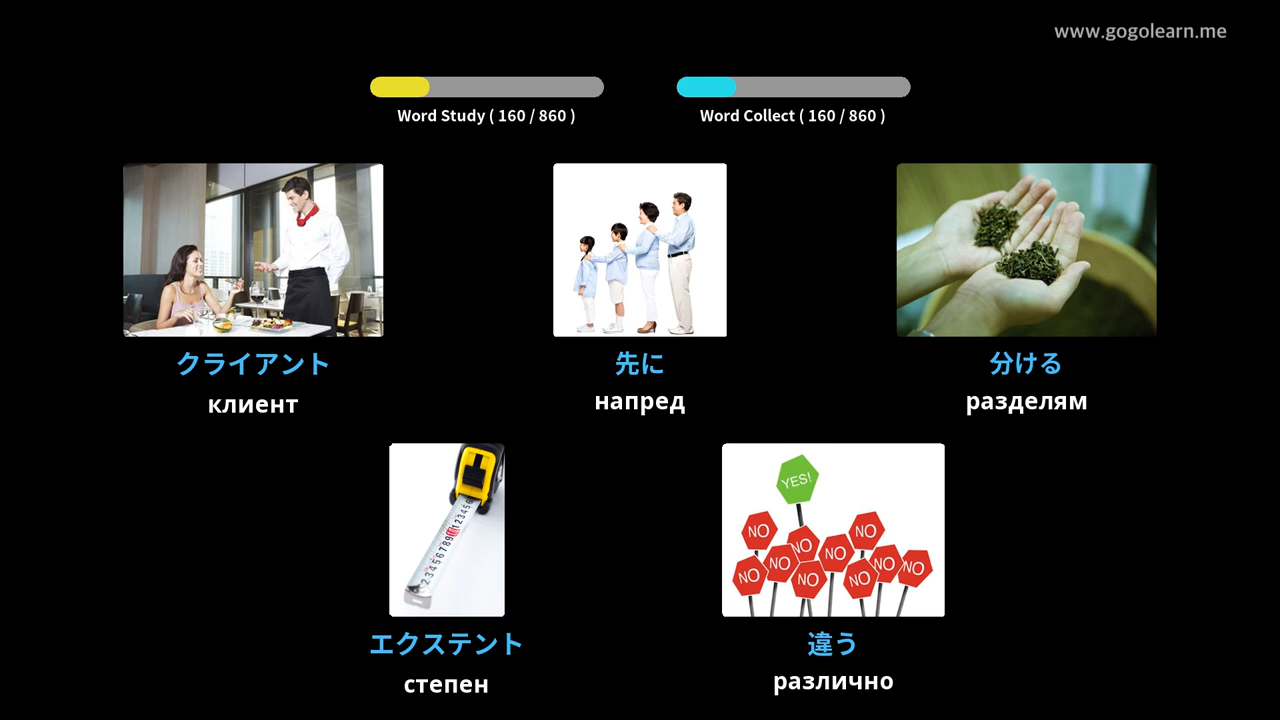 www.gogolearn.me
Word Study ( 160 / 860 )
Word Collect ( 160 / 860 )
クライアント
клиент
先に
напред
分ける
разделям
YES!
NO
NO
NO
NO
NO
NO
NO
NO
NO
NO
エクステント
степен
違う
различно